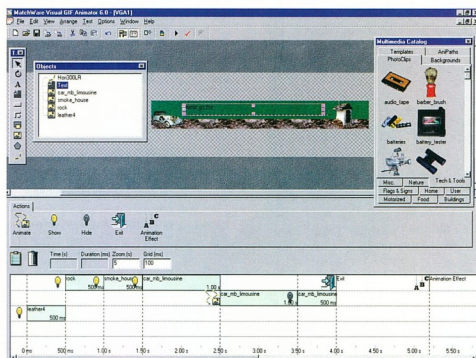 MatchWare Visual GIF Animator 6.0 - [VGA1]
File Edit View Arrange Test Options Window Help
Objects
Hori300LR
Text
car_mb_limousine
smoke_house
rock
leather4
Multimedia Catalog
Templates AniPaths
PhotoClips Backgrounds
audio_tape barber_brush
batteries battery_tester
Misc. Nature Tech & Tools
Flags & Signs Home User
Motorized Food Buildings
Actions
Animate Show Hide Exit Animation Effect
Time (s) Duration (ms) Zoom (s) Grid (ms)
5 100
rock smoke_house car_mb_limousine Exit Animation Effect
500 ms 500 ms 1.00 s
car_mb_limousine car_mb_limousine
500 ms
leather4
500 ms
0 ms 500 ms 1.00 s 1.50 s 2.00 s 2.50 s 3.00 s 3.50 s 4.00 s 4.50 s 5.00 s 5.50 s